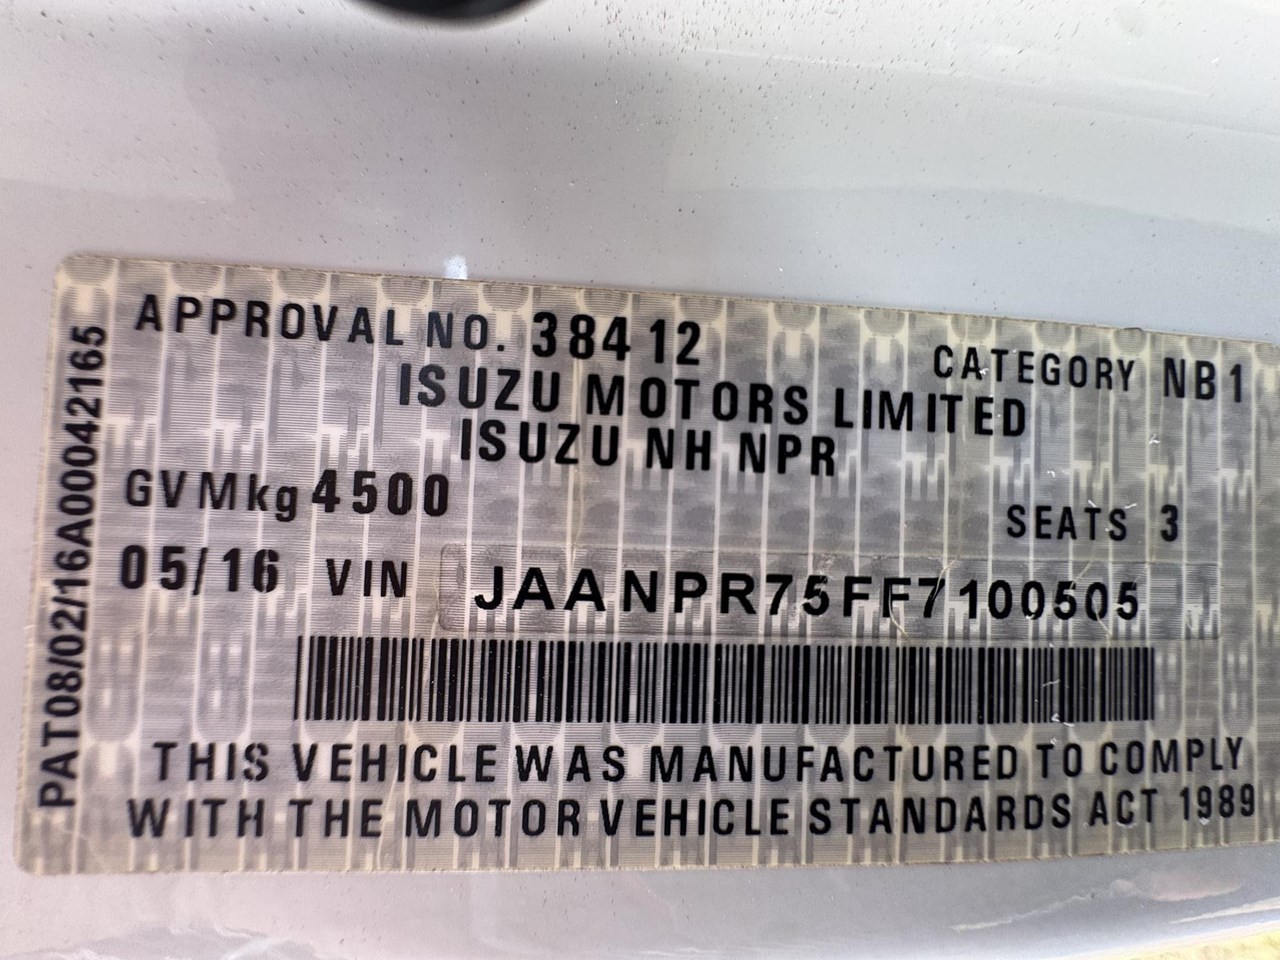 APPROVAL NO. 38412 CATEGORY NB1
ISUZU MOTORS LIMITED
ISUZU NH NPR
GVMkg 4500 SEATS 3
05/16 VIN JAANPR75FF7100505
THIS VEHICLE WAS MANUFACTURED TO COMPLY
WITH THE MOTOR VEHICLE STANDARDS ACT 1989
PAT08/02/16A00042165